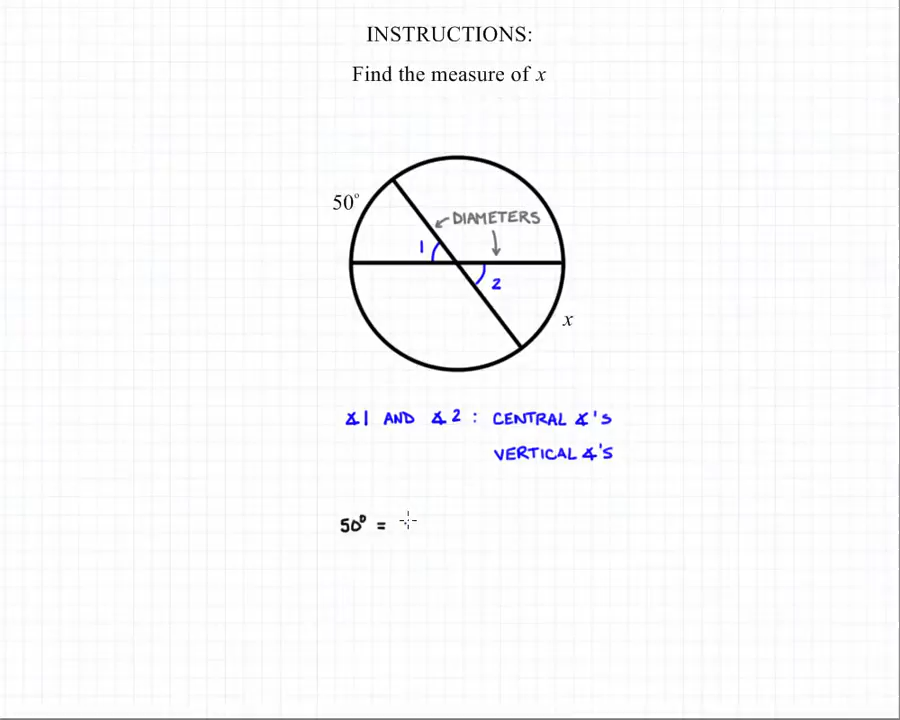 INSTRUCTIONS:
Find the measure of x
50°
DIAMETERS
1
2
x
∡1 AND ∡2 : CENTRAL ∡'S
VERTICAL ∡'S
50° =